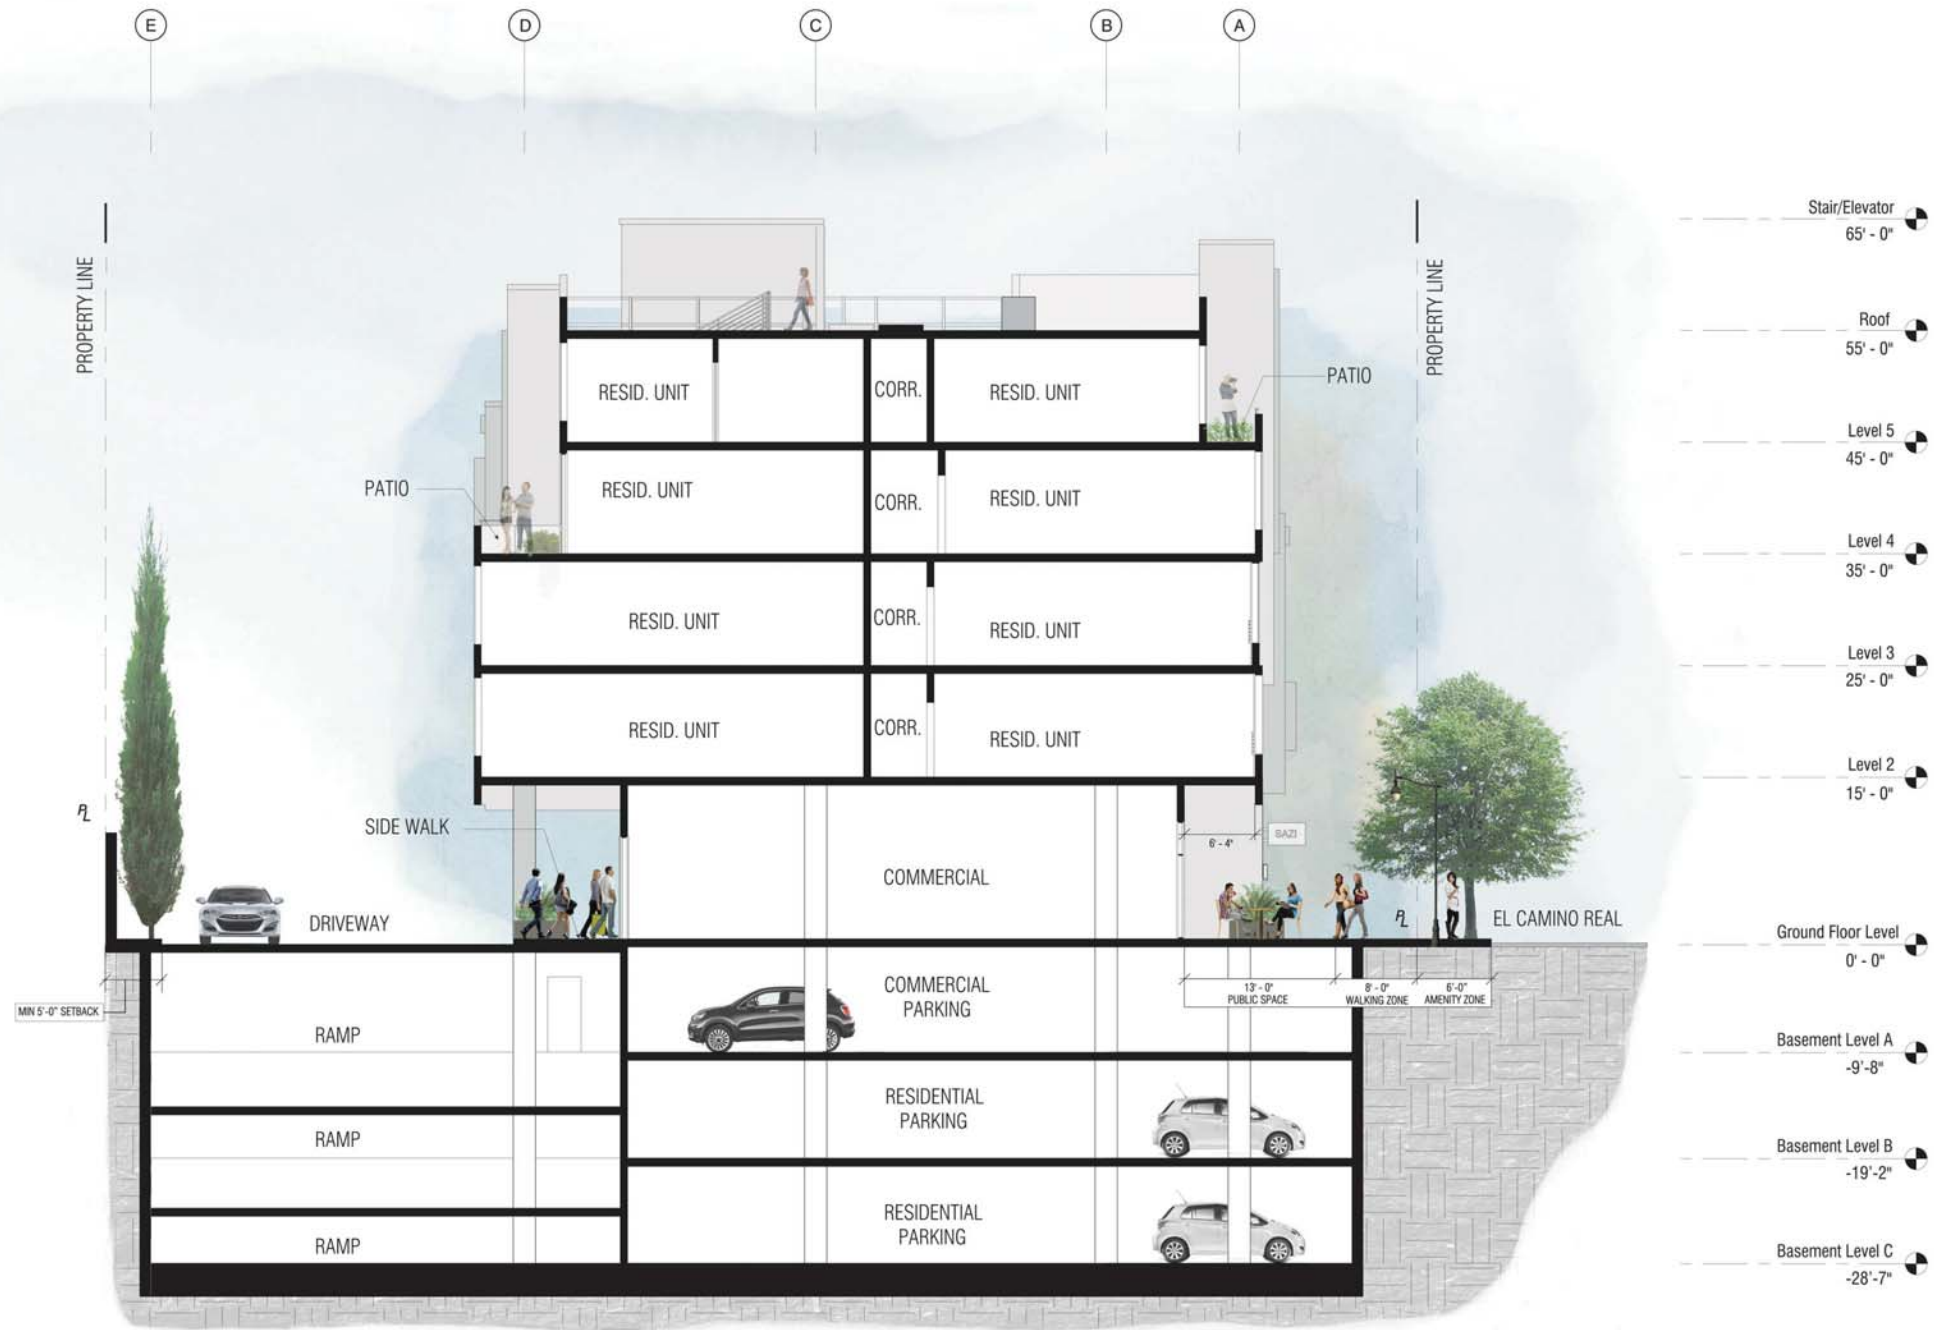 E
D
C
B
A
Stair/Elevator
65' - 0"
PROPERTY LINE
PROPERTY LINE
Roof
55' - 0"
RESID. UNIT
CORR.
RESID. UNIT
PATIO
Level 5
45' - 0"
PATIO
RESID. UNIT
CORR.
RESID. UNIT
Level 4
35' - 0"
RESID. UNIT
CORR.
RESID. UNIT
Level 3
25' - 0"
RESID. UNIT
CORR.
RESID. UNIT
Level 2
15' - 0"
PL
SIDE WALK
6' - 4"
BAZI
COMMERCIAL
DRIVEWAY
PL
EL CAMINO REAL
Ground Floor Level
0' - 0"
MIN 5'-0" SETBACK
COMMERCIAL
PARKING
13' - 0"
PUBLIC SPACE
8' - 0"
WALKING ZONE
6'-0"
AMENITY ZONE
RAMP
Basement Level A
-9'-8"
RESIDENTIAL
PARKING
RAMP
Basement Level B
-19'-2"
RESIDENTIAL
PARKING
RAMP
Basement Level C
-28'-7"